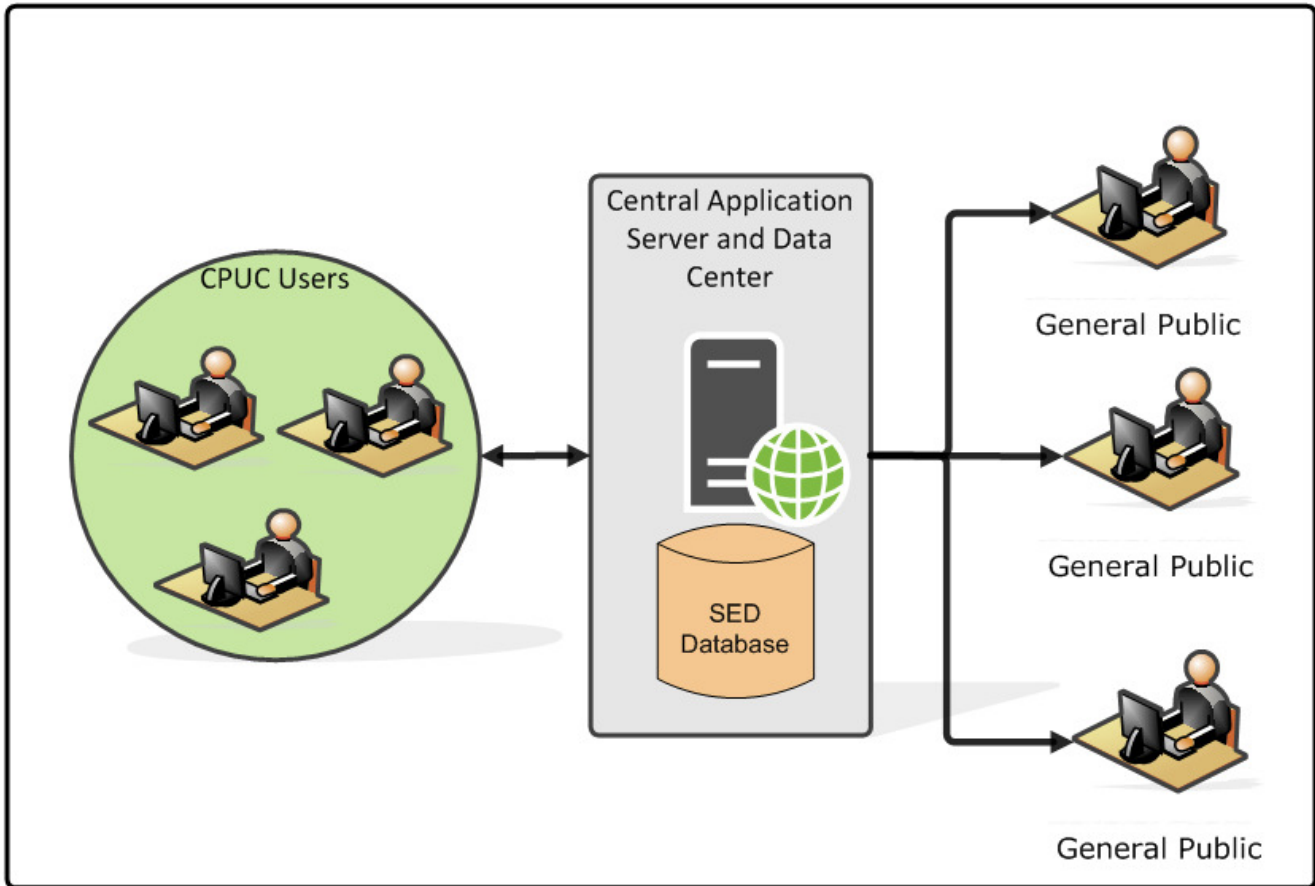 CPUC Users
Central Application
Server and Data
Center
SED
Database
General Public
General Public
General Public